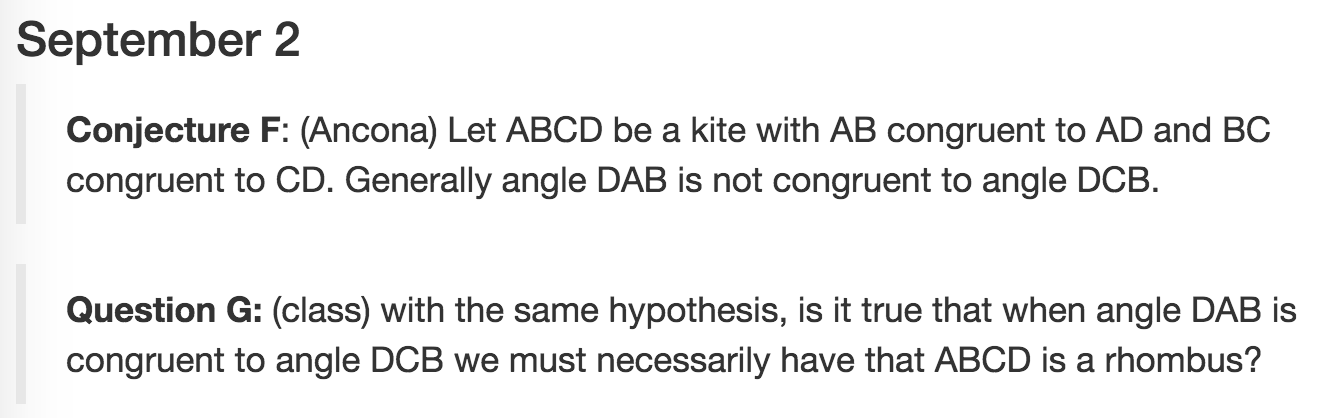 September 2
Conjecture F: (Ancona) Let ABCD be a kite with AB congruent to AD and BC
congruent to CD. Generally angle DAB is not congruent to angle DCB.
Question G: (class) with the same hypothesis, is it true that when angle DAB is
congruent to angle DCB we must necessarily have that ABCD is a rhombus?